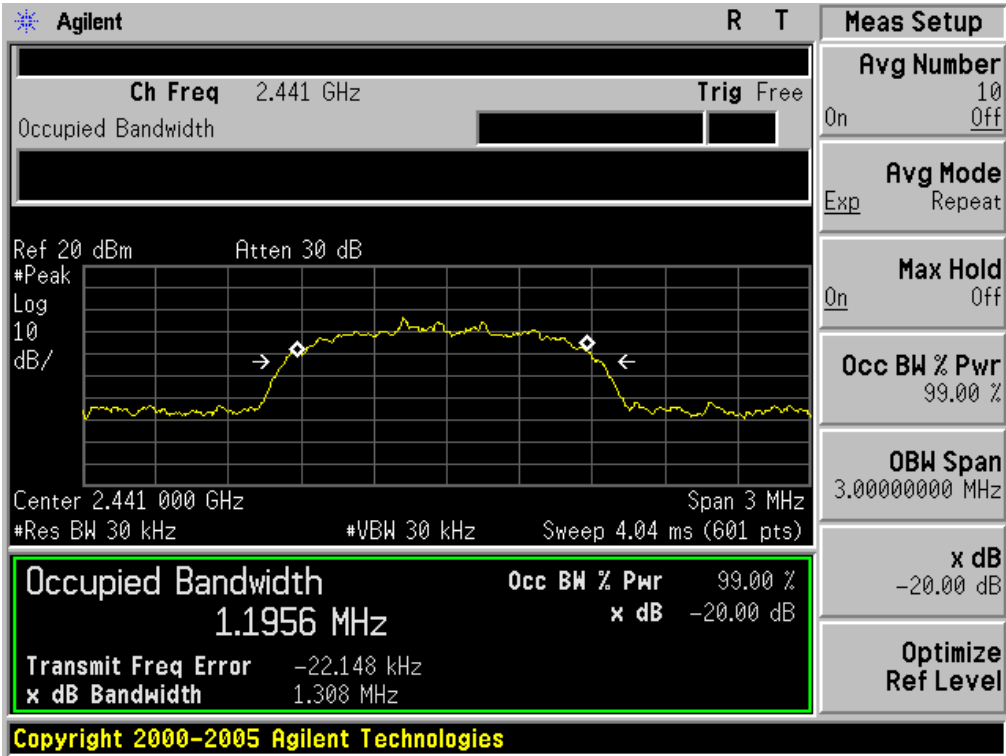 Agilent R T
Ch Freq 2.441 GHz Trig Free
Occupied Bandwidth
Ref 20 dBm Atten 30 dB
#Peak
Log
10
dB/
Center 2.441 000 GHz Span 3 MHz
#Res BW 30 kHz #VBW 30 kHz Sweep 4.04 ms (601 pts)
Occupied Bandwidth
1.1956 MHz
Occ BW % Pwr 99.00 %
x dB -20.00 dB
Transmit Freq Error -22.148 kHz
x dB Bandwidth 1.308 MHz
Copyright 2000-2005 Agilent Technologies
Meas Setup
Avg Number
10
On Off
Avg Mode
Exp Repeat
Max Hold
On Off
Occ BW % Pwr
99.00 %
OBW Span
3.00000000 MHz
x dB
-20.00 dB
Optimize
Ref Level